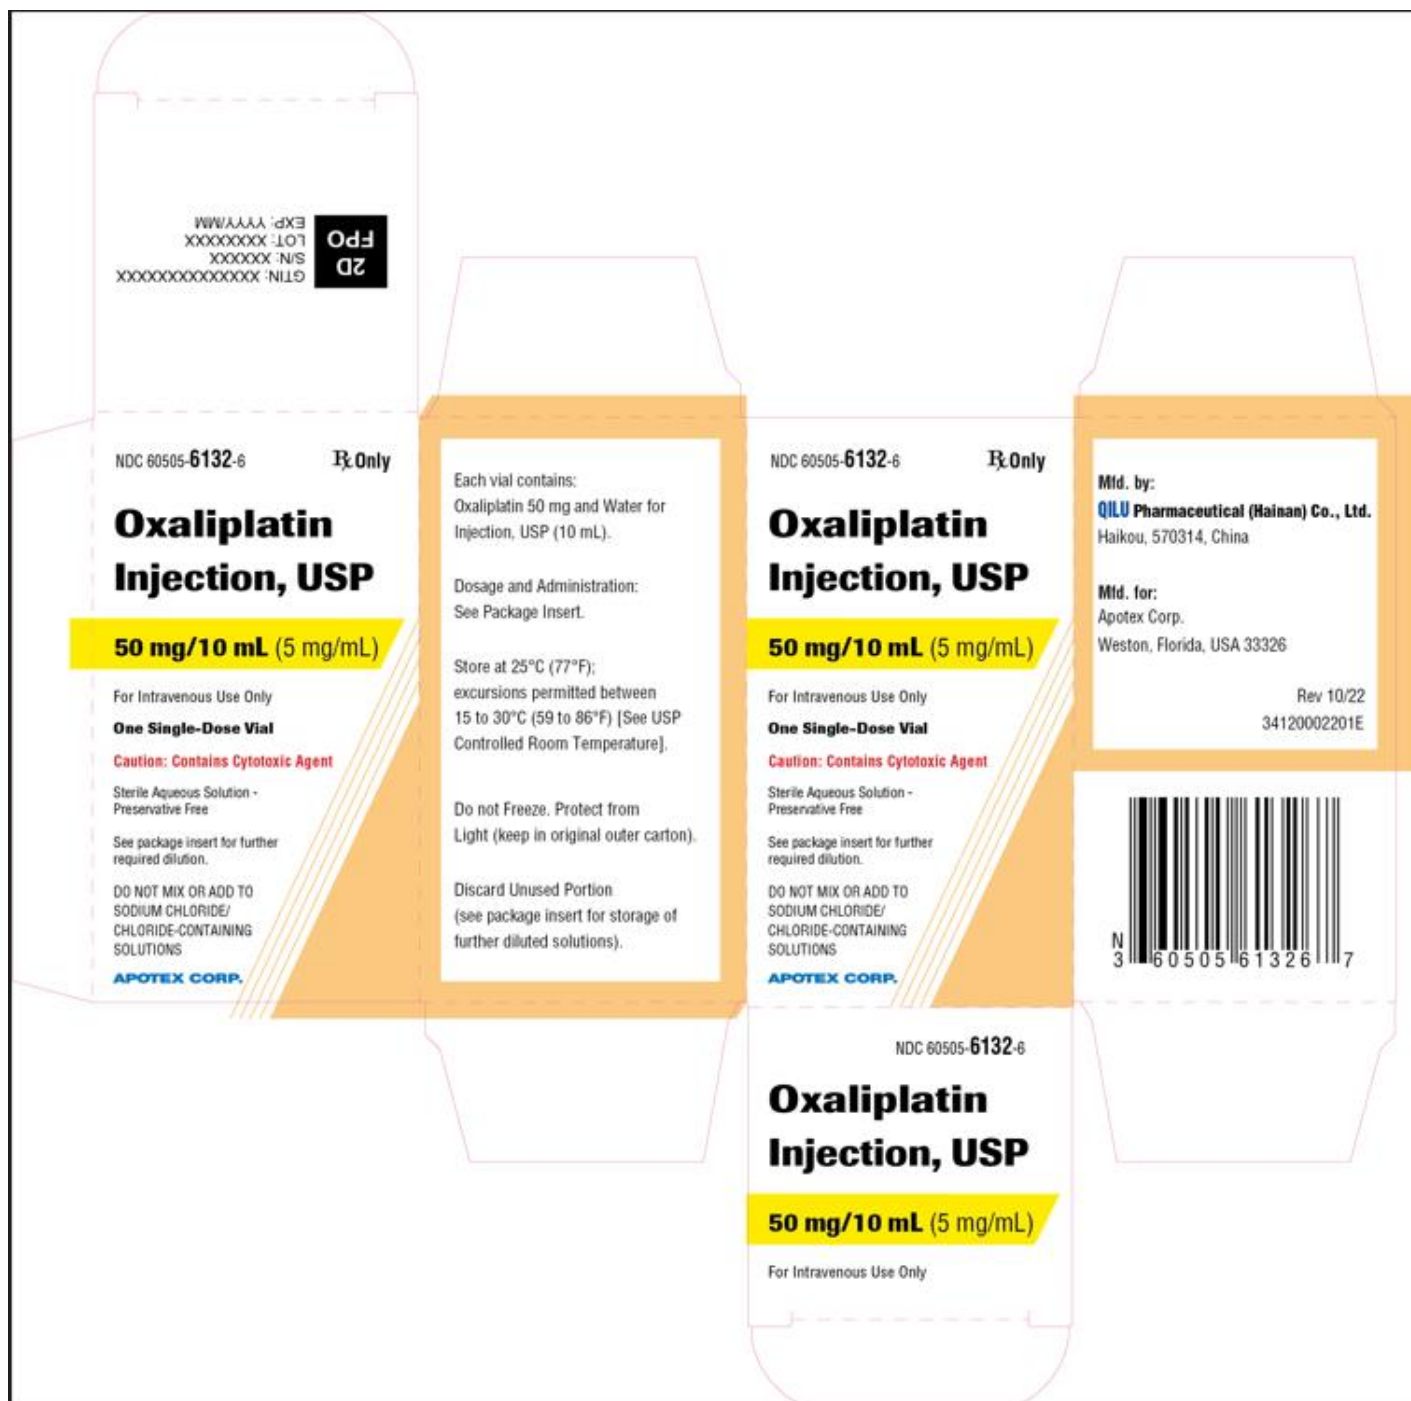 GTIN: XXXXXXXXXXXXXX
S/N: XXXXXX
LOT: XXXXXXXXX
EXP: YYYY/MM
2D
FPO
NDC 60505-6132-6
Rx Only
Oxaliplatin
Injection, USP
50 mg/10 mL (5 mg/mL)
For Intravenous Use Only
One Single-Dose Vial
Caution: Contains Cytotoxic Agent
Sterile Aqueous Solution -
Preservative Free
See package insert for further
required dilution.
DO NOT MIX OR ADD TO
SODIUM CHLORIDE/
CHLORIDE-CONTAINING
SOLUTIONS
APOTEX CORP.
Each vial contains:
Oxaliplatin 50 mg and Water for
Injection, USP (10 mL).
Dosage and Administration:
See Package Insert.
Store at 25°C (77°F);
excursions permitted between
15 to 30°C (59 to 86°F) [See USP
Controlled Room Temperature].
Do not Freeze. Protect from
Light (keep in original outer carton).
Discard Unused Portion
(see package insert for storage of
further diluted solutions).
NDC 60505-6132-6
Rx Only
Oxaliplatin
Injection, USP
50 mg/10 mL (5 mg/mL)
For Intravenous Use Only
One Single-Dose Vial
Caution: Contains Cytotoxic Agent
Sterile Aqueous Solution -
Preservative Free
See package insert for further
required dilution.
DO NOT MIX OR ADD TO
SODIUM CHLORIDE/
CHLORIDE-CONTAINING
SOLUTIONS
APOTEX CORP.
Mfd. by:
QILU Pharmaceutical (Hainan) Co., Ltd.
Haikou, 570314, China
Mfd. for:
Apotex Corp.
Weston, Florida, USA 33326
Rev 10/22
34120002201E
N
3 60505 61326 7
NDC 60505-6132-6
Oxaliplatin
Injection, USP
50 mg/10 mL (5 mg/mL)
For Intravenous Use Only